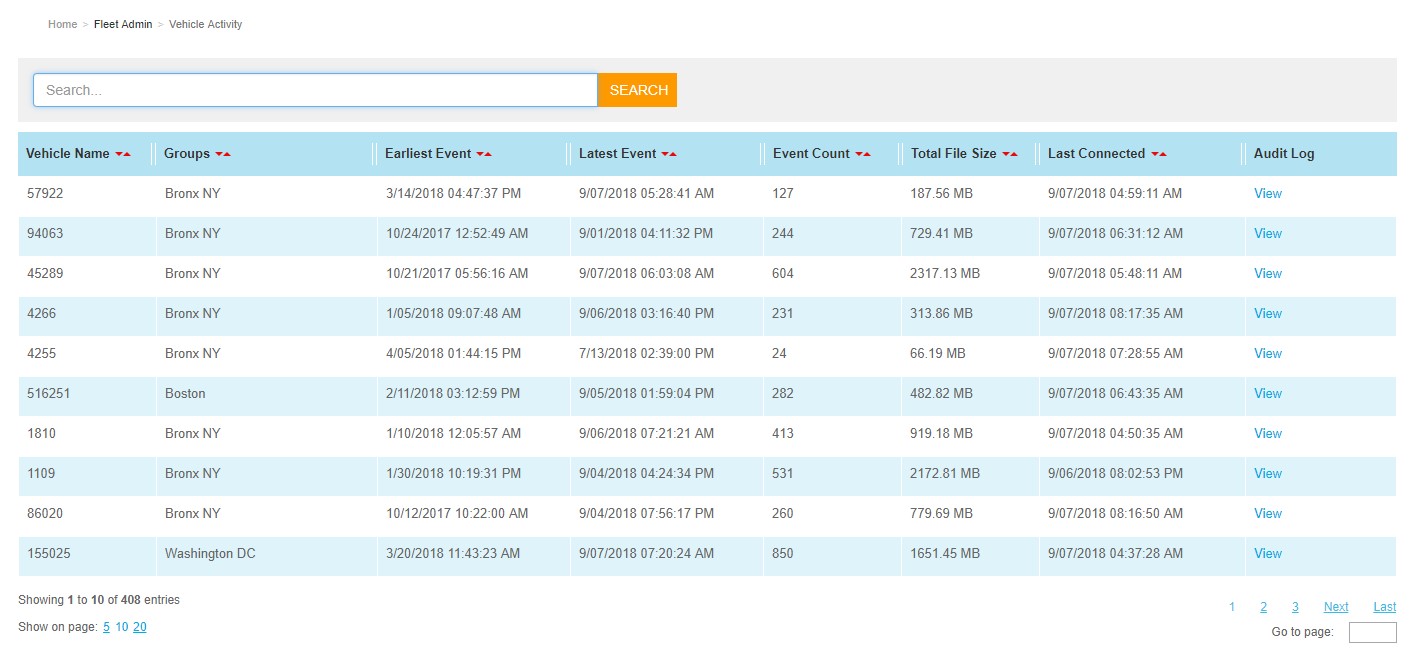 Home > Fleet Admin > Vehicle Activity
Search... SEARCH
Vehicle Name Groups Earliest Event Latest Event Event Count Total File Size Last Connected Audit Log
57922 Bronx NY 3/14/2018 04:47:37 PM 9/07/2018 05:28:41 AM 127 187.56 MB 9/07/2018 04:59:11 AM View
94063 Bronx NY 10/24/2017 12:52:49 AM 9/01/2018 04:11:32 PM 244 729.41 MB 9/07/2018 06:31:12 AM View
45289 Bronx NY 10/21/2017 05:56:16 AM 9/07/2018 06:03:08 AM 604 2317.13 MB 9/07/2018 05:48:11 AM View
4266 Bronx NY 1/05/2018 09:07:48 AM 9/06/2018 03:16:40 PM 231 313.86 MB 9/07/2018 08:17:35 AM View
4255 Bronx NY 4/05/2018 01:44:15 PM 7/13/2018 02:39:00 PM 24 66.19 MB 9/07/2018 07:28:55 AM View
516251 Boston 2/11/2018 03:12:59 PM 9/05/2018 01:59:04 PM 282 482.82 MB 9/07/2018 06:43:35 AM View
1810 Bronx NY 1/10/2018 12:05:57 AM 9/06/2018 07:21:21 AM 413 919.18 MB 9/07/2018 04:50:35 AM View
1109 Bronx NY 1/30/2018 10:19:31 PM 9/04/2018 04:24:34 PM 531 2172.81 MB 9/06/2018 08:02:53 PM View
86020 Bronx NY 10/12/2017 10:22:00 AM 9/04/2018 07:56:17 PM 260 779.69 MB 9/07/2018 08:16:50 AM View
155025 Washington DC 3/20/2018 11:43:23 AM 9/07/2018 07:20:24 AM 850 1651.45 MB 9/07/2018 04:37:28 AM View
Showing 1 to 10 of 408 entries
1 2 3 Next Last
Show on page: 5 10 20
Go to page: